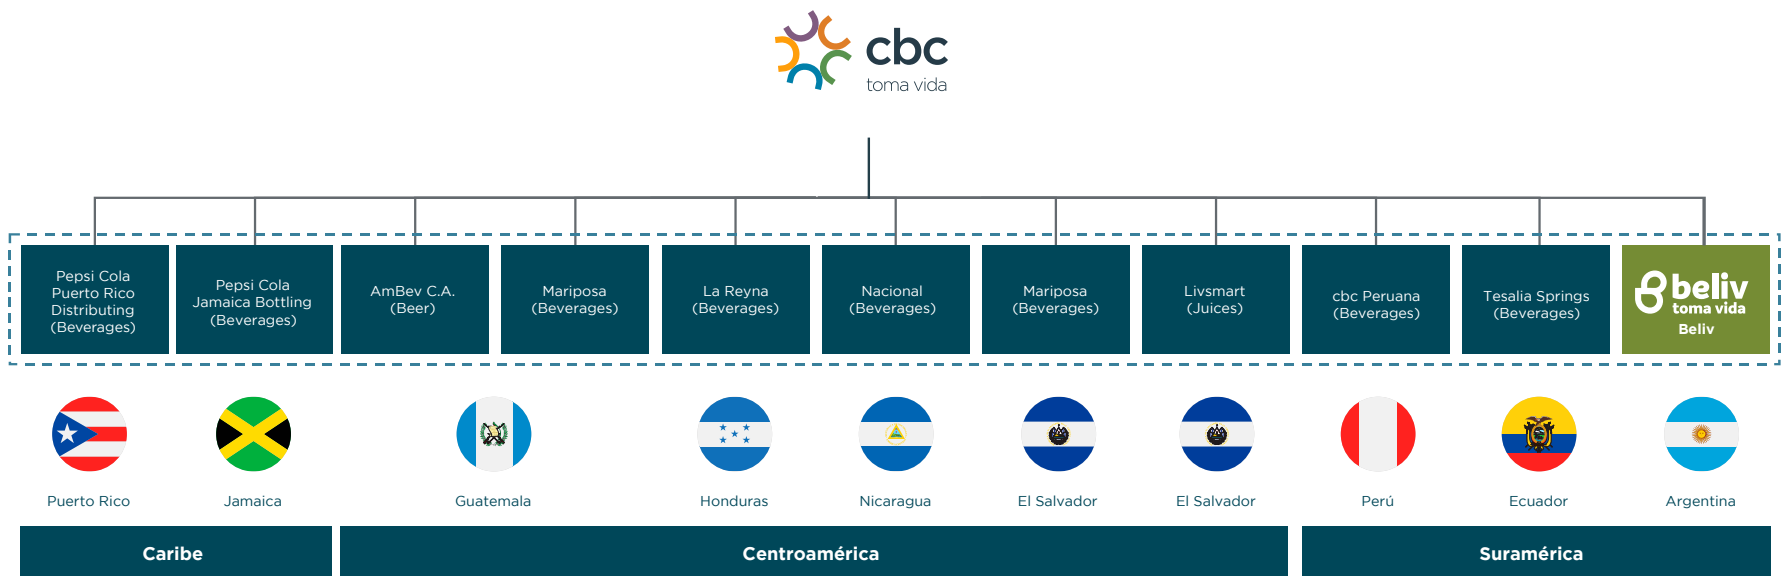 cbc
toma vida
Pepsi Cola
Puerto Rico
Distributing
(Beverages)
Pepsi Cola
Jamaica Bottling
(Beverages)
AmBev C.A.
(Beer)
Mariposa
(Beverages)
La Reyna
(Beverages)
Nacional
(Beverages)
Mariposa
(Beverages)
Livsmart
(Juices)
cbc Peruana
(Beverages)
Tesalia Springs
(Beverages)
beliv
toma vida
Beliv
Puerto Rico
Jamaica
Guatemala
Honduras
Nicaragua
El Salvador
El Salvador
Perú
Ecuador
Argentina
Caribe
Centroamérica
Suramérica